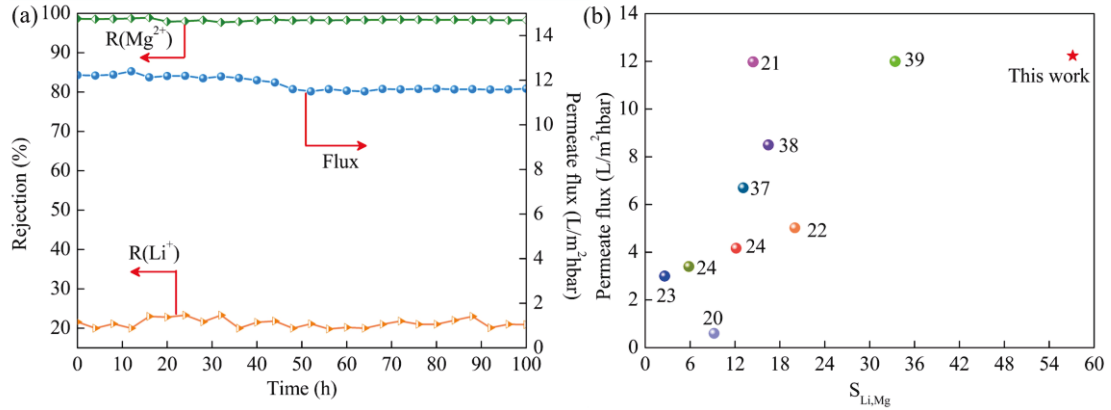 (a)
100
90
80
70
60
50
40
30
20
Rejection (%)
0 10 20 30 40 50 60 70 80 90 100
Time (h)
14
12
10
8
6
4
2
0
Permeate flux (L/m²hbar)
R(Mg²⁺)
Flux
R(Li⁺)
(b)
14
12
10
8
6
4
2
0
Permeate flux (L/m²hbar)
0 6 12 18 24 30 36 42 48 54 60
S_Li,Mg
21
39
This work
38
37
22
24
24
23
20